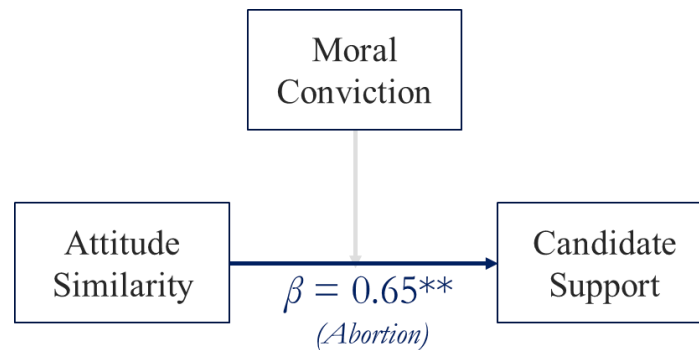 Moral
Conviction
Attitude
Similarity
Candidate
Support
β = 0.65**
(Abortion)